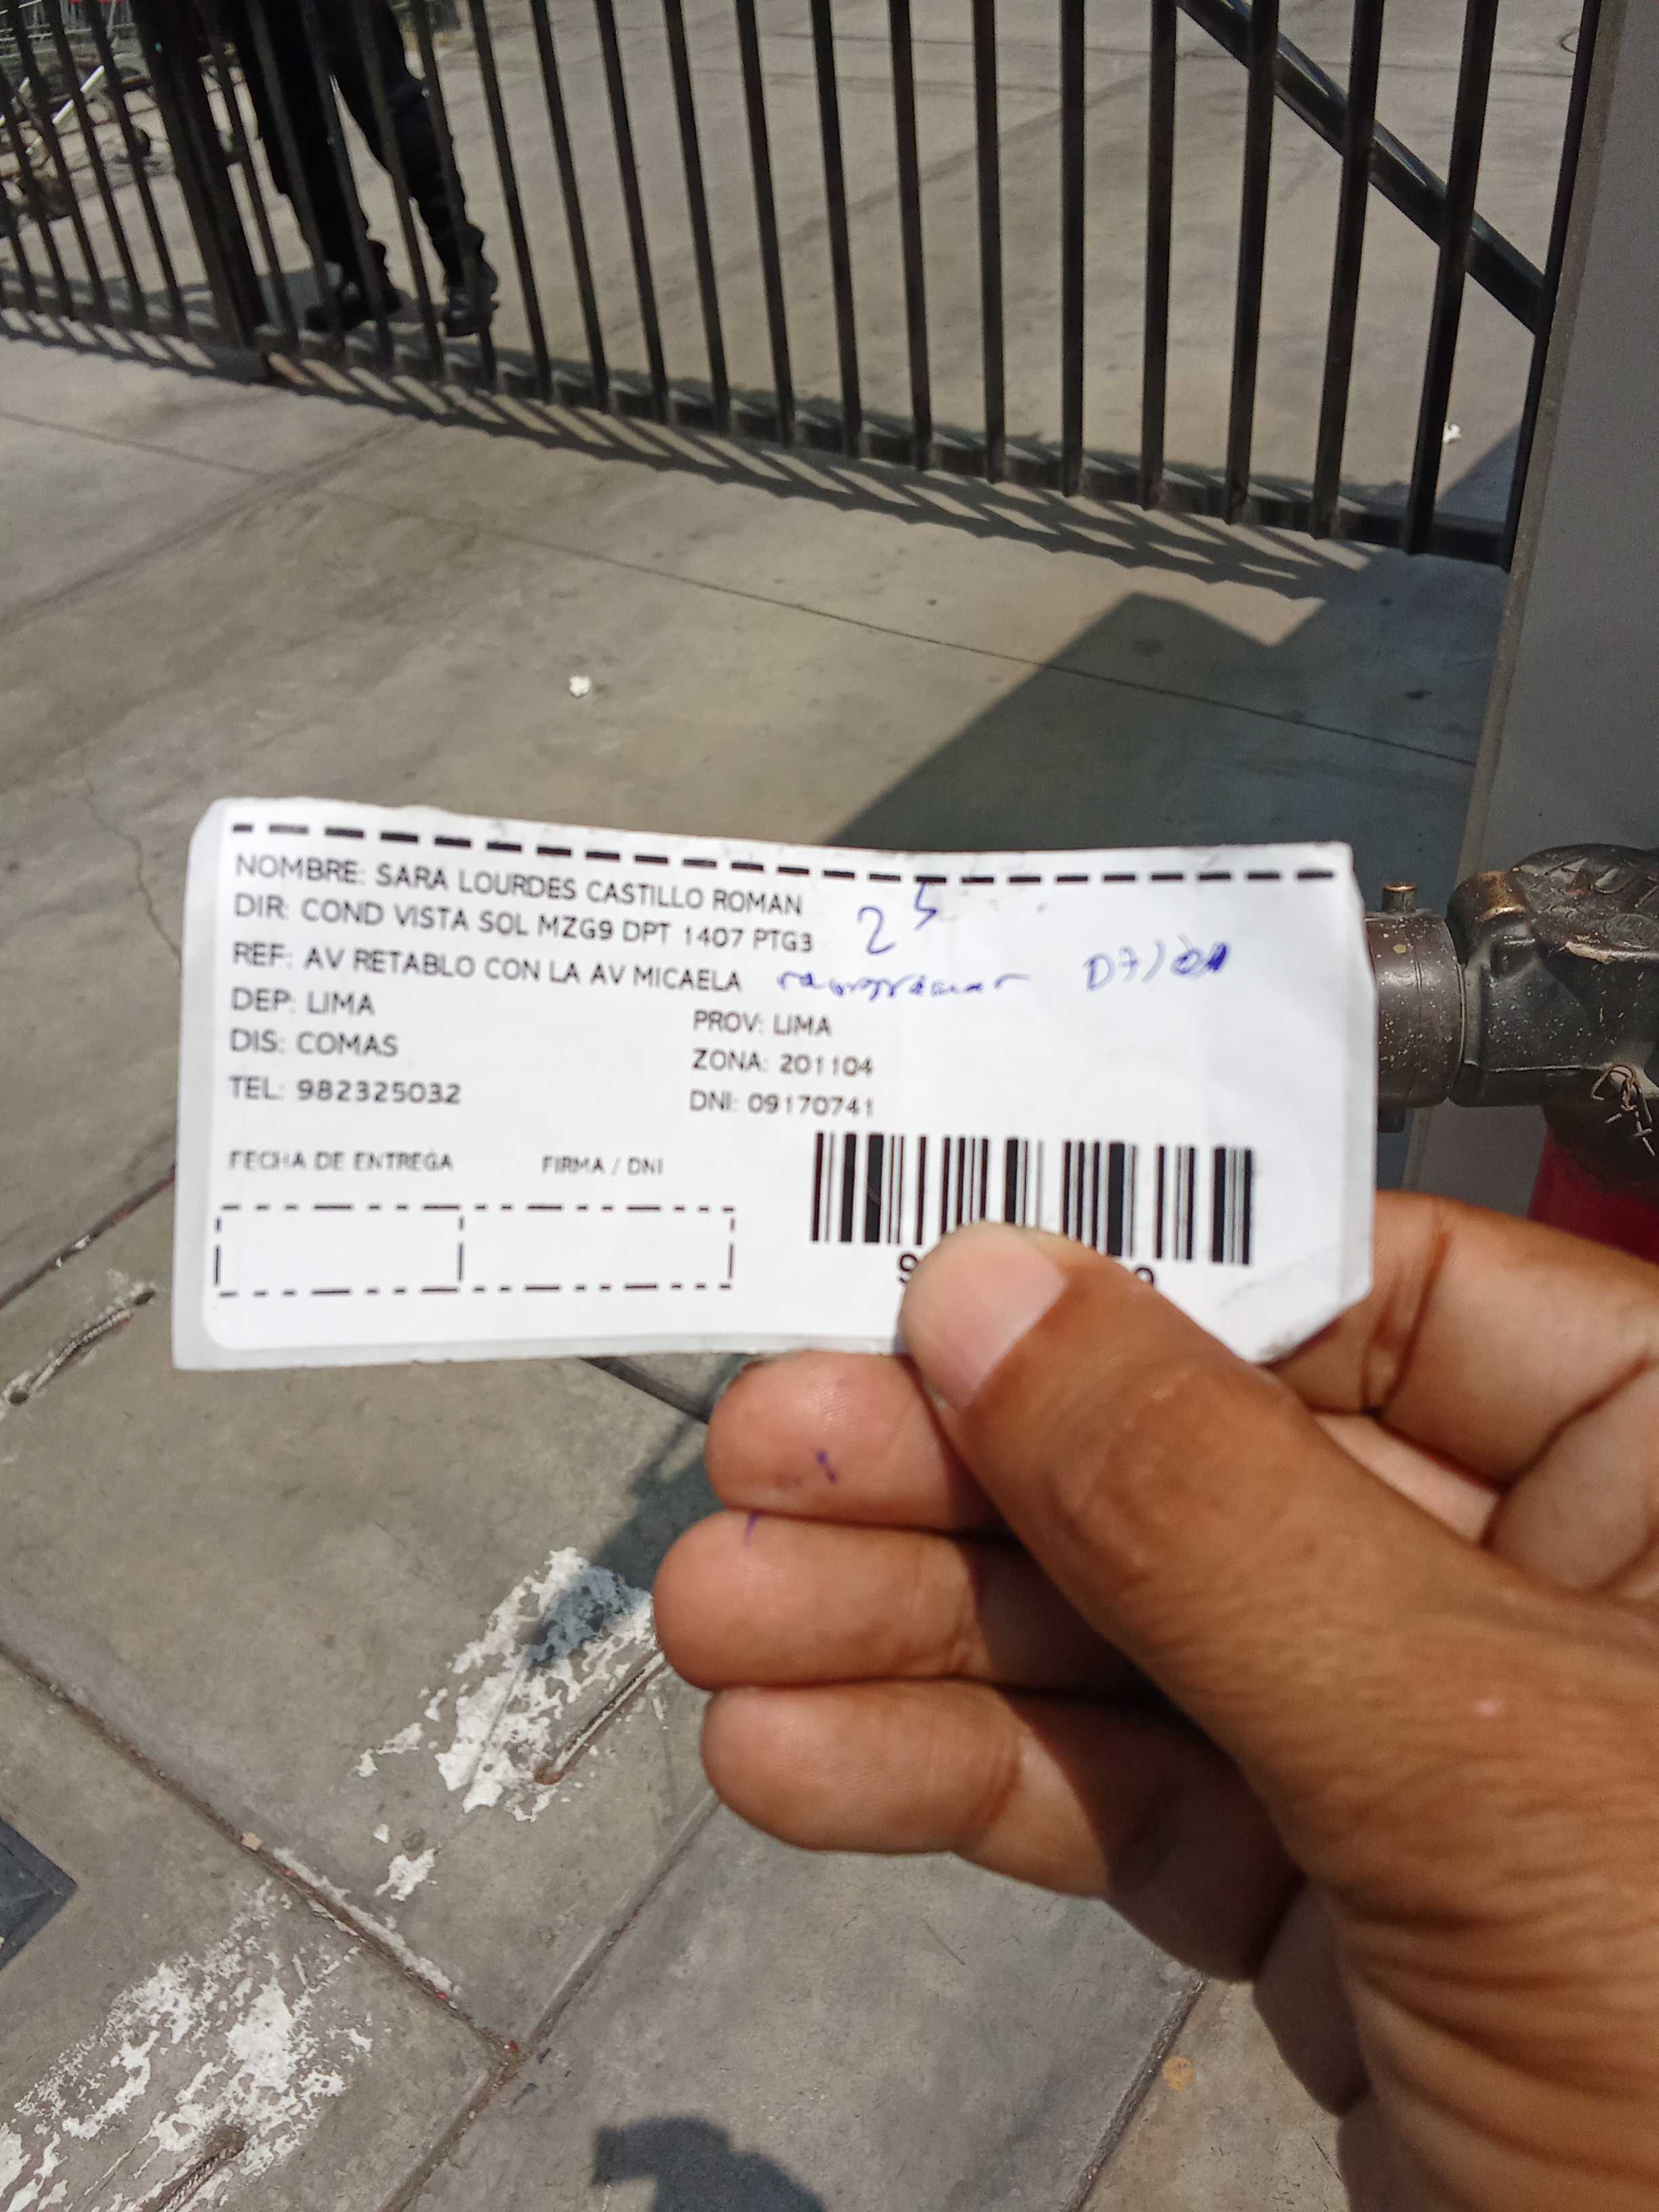 NOMBRE: SARA LOURDES CASTILLO ROMAN
DIR: COND VISTA SOL MZG9 DPT 1407 PTG3
REF: AV RETABLO CON LA AV MICAELA
DEP: LIMA
PROV: LIMA
DIS: COMAS
ZONA: 201104
TEL: 982325032
DNI: 09170741
FECHA DE ENTREGA
FIRMA / DNI